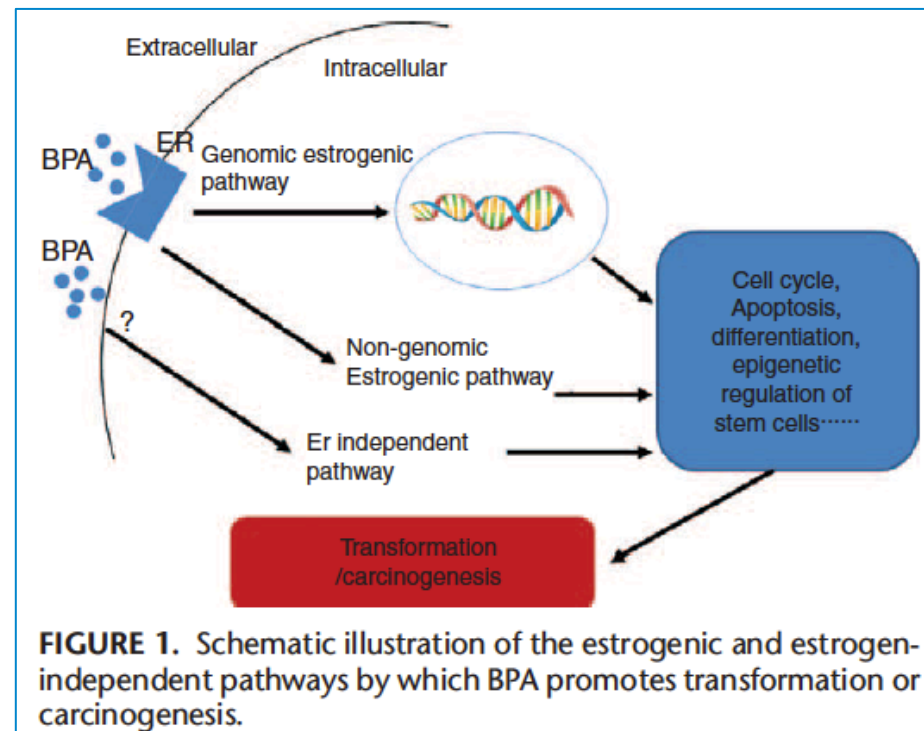 Extracellular
Intracellular
BPA
ER
Genomic estrogenic
pathway
BPA
?
Non-genomic
Estrogenic pathway
Er independent
pathway
Cell cycle,
Apoptosis,
differentiation,
epigenetic
regulation of
stem cells······
Transformation
/carcinogenesis
FIGURE 1. Schematic illustration of the estrogenic and estrogen-
independent pathways by which BPA promotes transformation or
carcinogenesis.